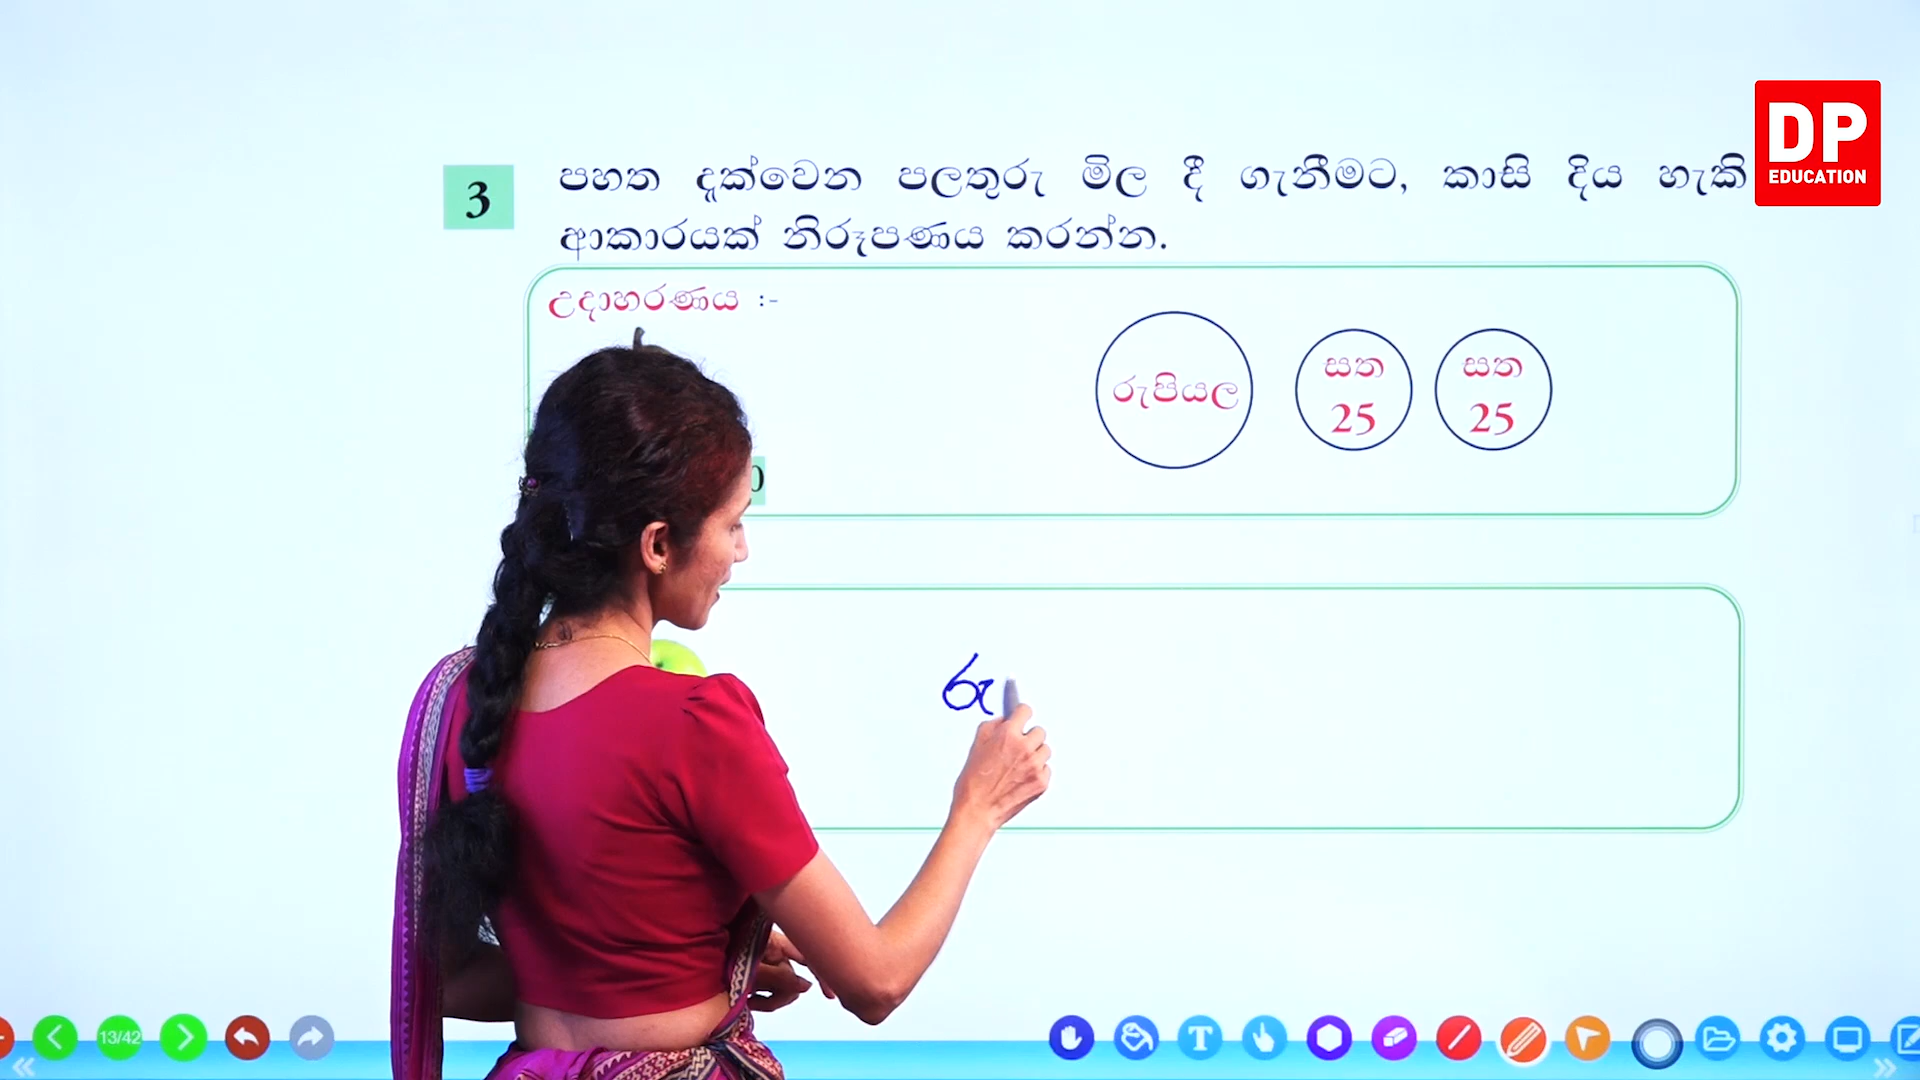 DP
EDUCATION
3
පහත දැක්වෙන පලතුරු මිල දී ගැනීමට, කාසි දිය හැකි
ආකාරයක් නිරූපණය කරන්න.
උදාහරණය :-
රුපියල
සත
25
සත
25
0
රු
13/42